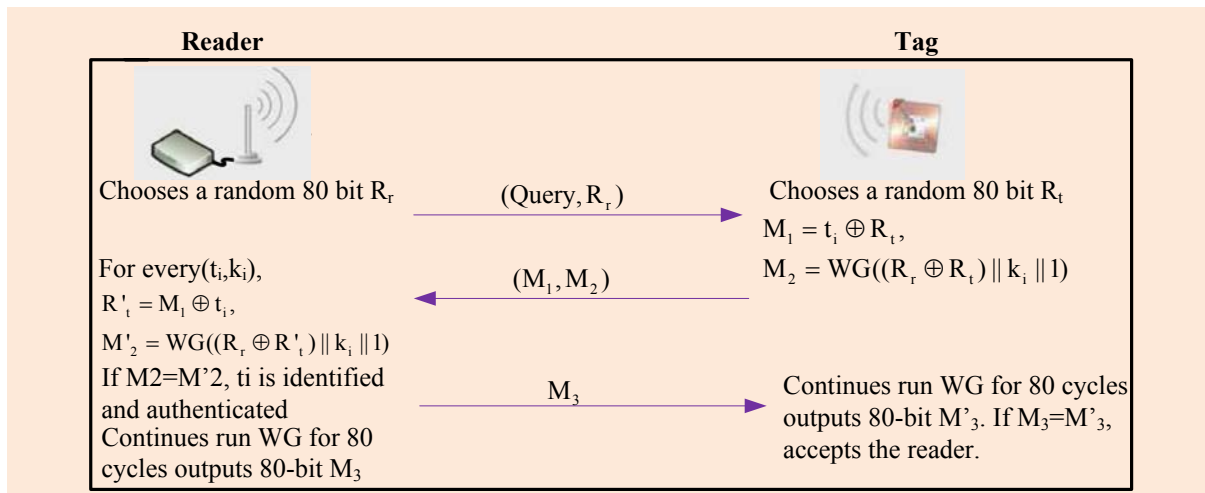 Reader
Tag
Chooses a random 80 bit Rᵣ
(Query, Rᵣ)
Chooses a random 80 bit Rₜ
M₁ = tᵢ ⊕ Rₜ,
M₂ = WG((Rᵣ ⊕ Rₜ) || kᵢ || 1)
For every(tᵢ,kᵢ),
R'ₜ = M₁ ⊕ tᵢ,
M'₂ = WG((Rᵣ ⊕ R'ₜ) || kᵢ || 1)
If M2=M’2, ti is identified
and authenticated
Continues run WG for 80
cycles outputs 80-bit M₃
(M₁, M₂)
M₃
Continues run WG for 80 cycles
outputs 80-bit M’₃. If M₃=M’₃,
accepts the reader.